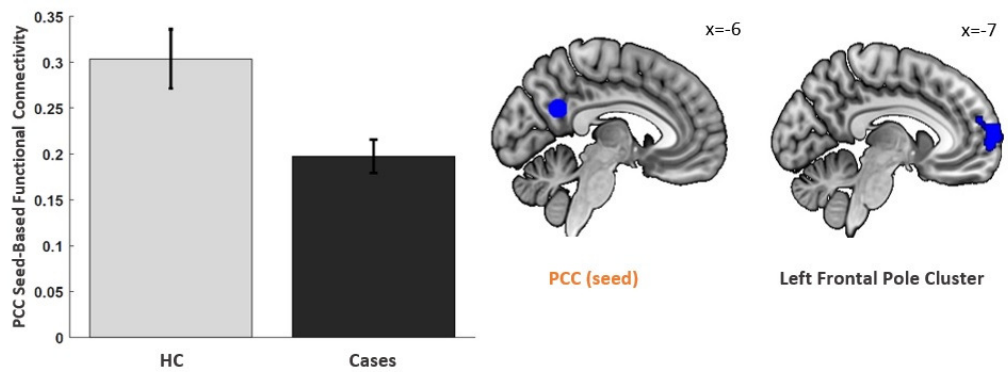 PCC Seed-Based Functional Connectivity
0.35
0.3
0.25
0.2
0.15
0.1
0.05
0
HC
Cases
x=-6
PCC (seed)
x=-7
Left Frontal Pole Cluster